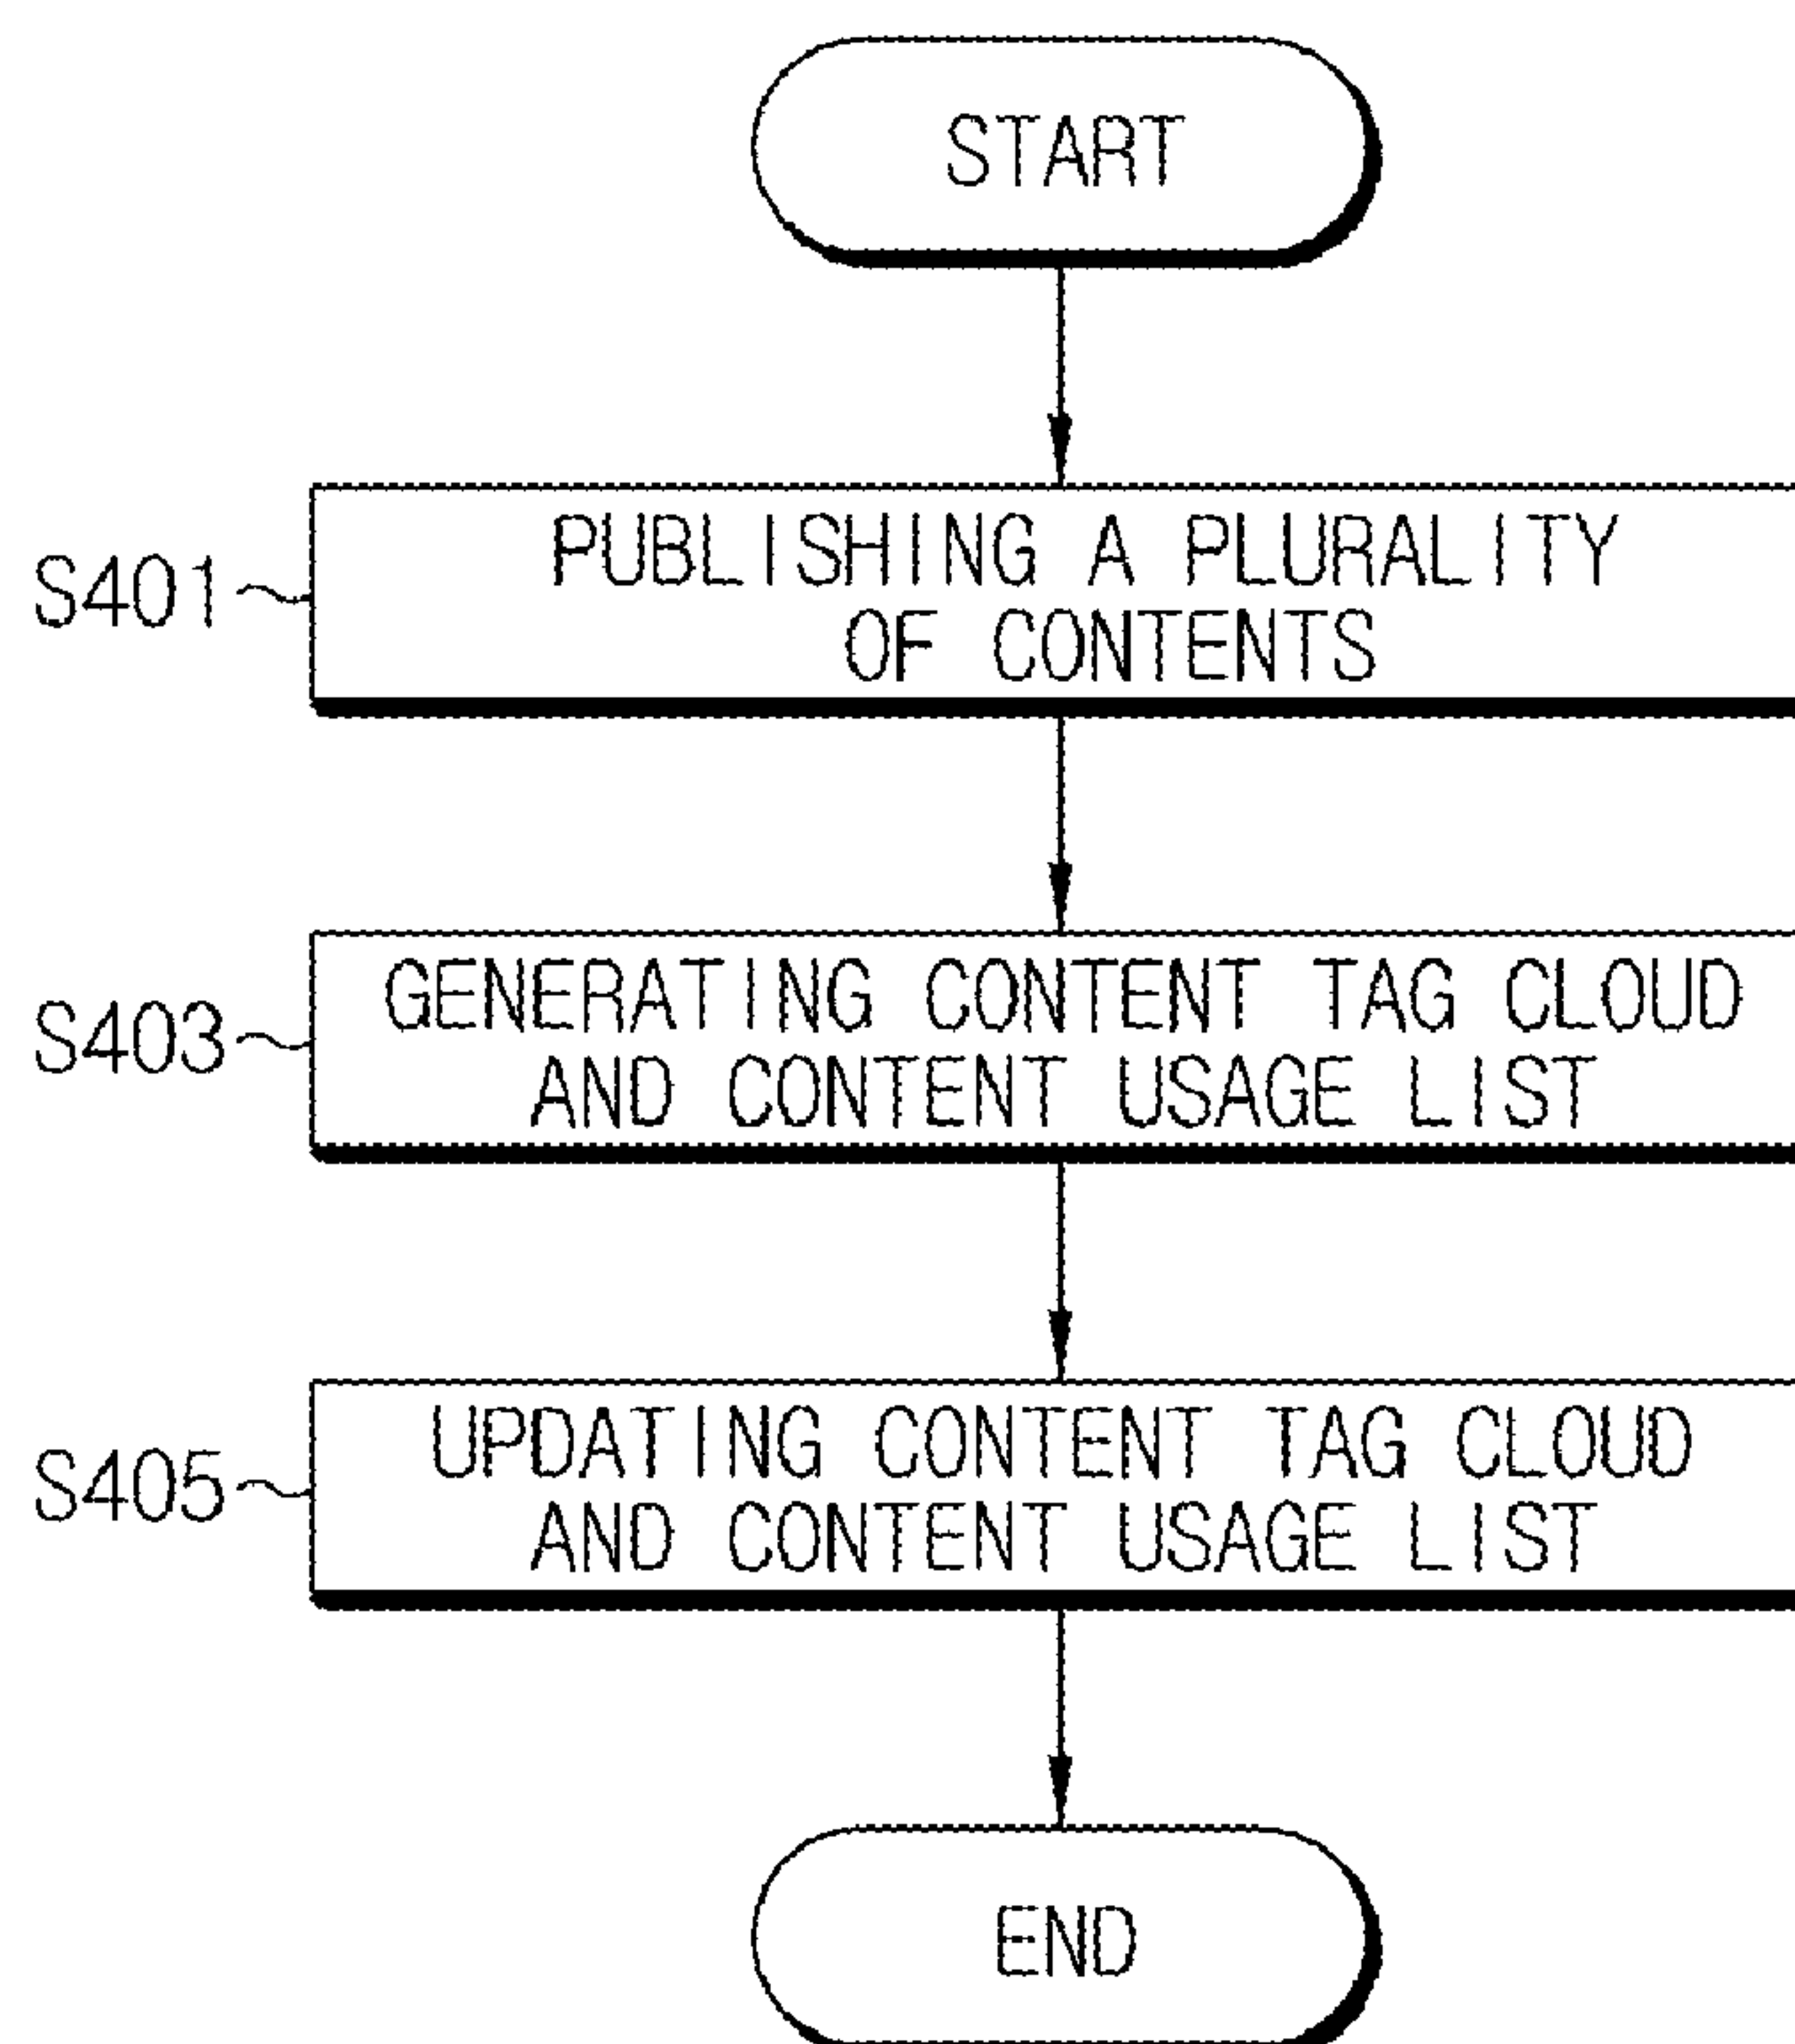 START
S401
PUBLISHING A PLURALITY
OF CONTENTS
S403
GENERATING CONTENT TAG CLOUD
AND CONTENT USAGE LIST
S405
UPDATING CONTENT TAG CLOUD
AND CONTENT USAGE LIST
END